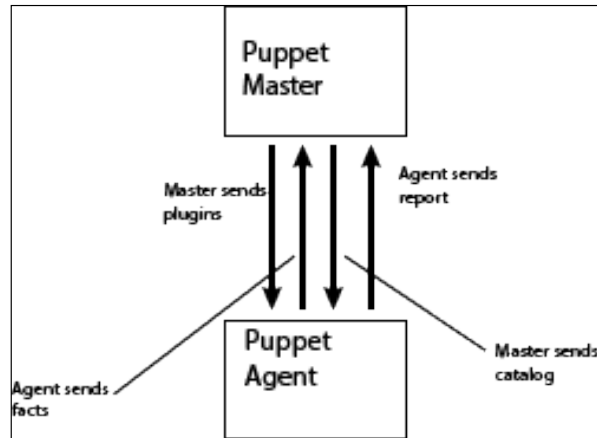 Puppet
Master
Master sends
plugins
Agent sends
report
Puppet
Agent
Master sends
catalog
Agent sends
facts